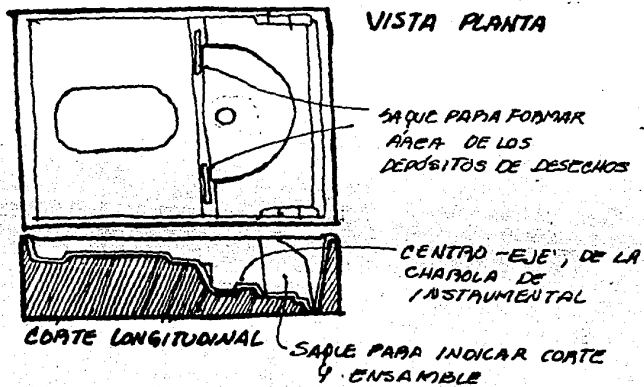 VISTA PLANTA
SAQUE PARA FORMAR
ÁREA DE LOS
DEPÓSITOS DE DESECHOS
CENTRO-EJE', DE LA
CHAROLA DE
INSTRUMENTAL
CORTE LONGITUDINAL
SAQUE PARA INDICAR CORTE
Y ENSAMBLE